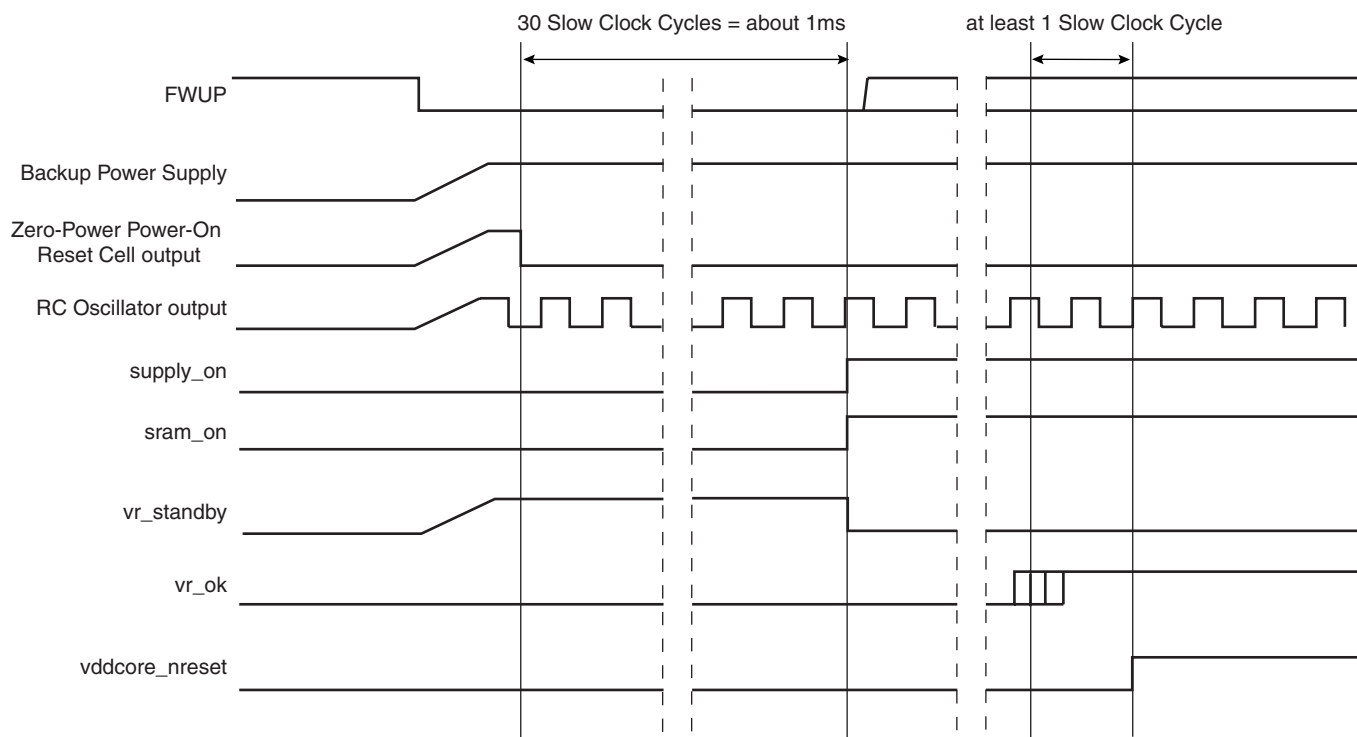 30 Slow Clock Cycles = about 1ms
at least 1 Slow Clock Cycle
FWUP
Backup Power Supply
Zero-Power Power-On
Reset Cell output
RC Oscillator output
supply_on
sram_on
vr_standby
vr_ok
vddcore_nreset